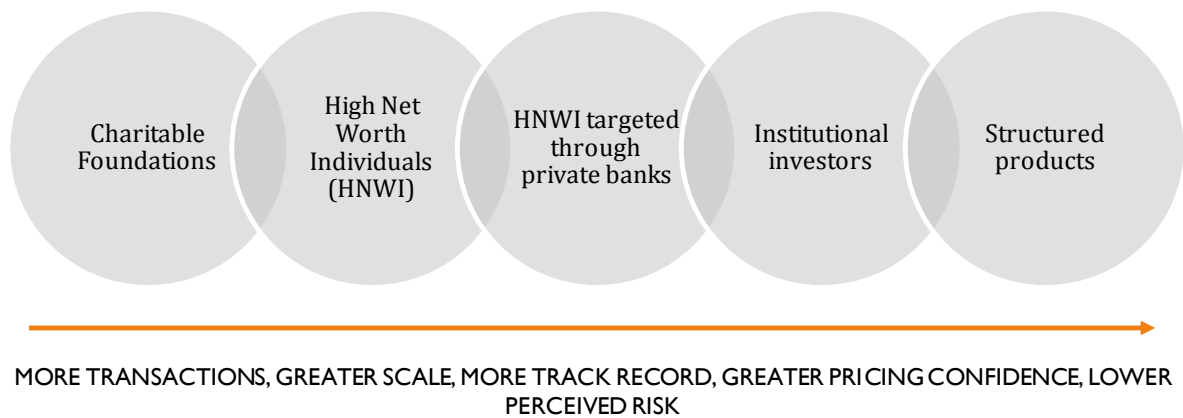 Charitable
Foundations
High Net
Worth
Individuals
(HNWI)
HNWI targeted
through
private banks
Institutional
investors
Structured
products
MORE TRANSACTIONS, GREATER SCALE, MORE TRACK RECORD, GREATER PRICING CONFIDENCE, LOWER
PERCEIVED RISK